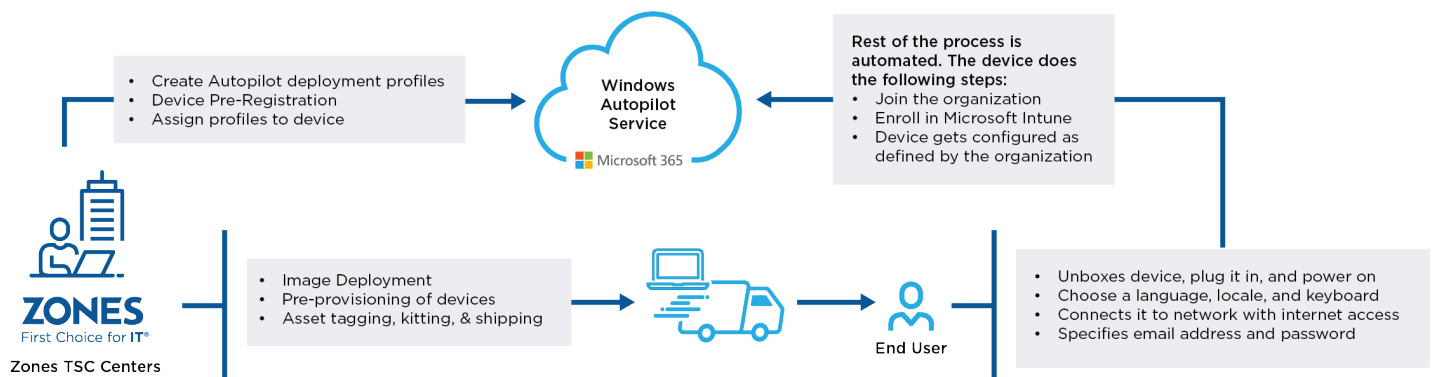 • Create Autopilot deployment profiles
• Device Pre-Registration
• Assign profiles to device
Windows
Autopilot
Service
Microsoft 365
Rest of the process is
automated. The device does
the following steps:
• Join the organization
• Enroll in Microsoft Intune
• Device gets configured as
defined by the organization
ZONES
First Choice for IT®
Zones TSC Centers
• Image Deployment
• Pre-provisioning of devices
• Asset tagging, kitting, & shipping
End User
• Unboxes device, plug it in, and power on
• Choose a language, locale, and keyboard
• Connects it to network with internet access
• Specifies email address and password